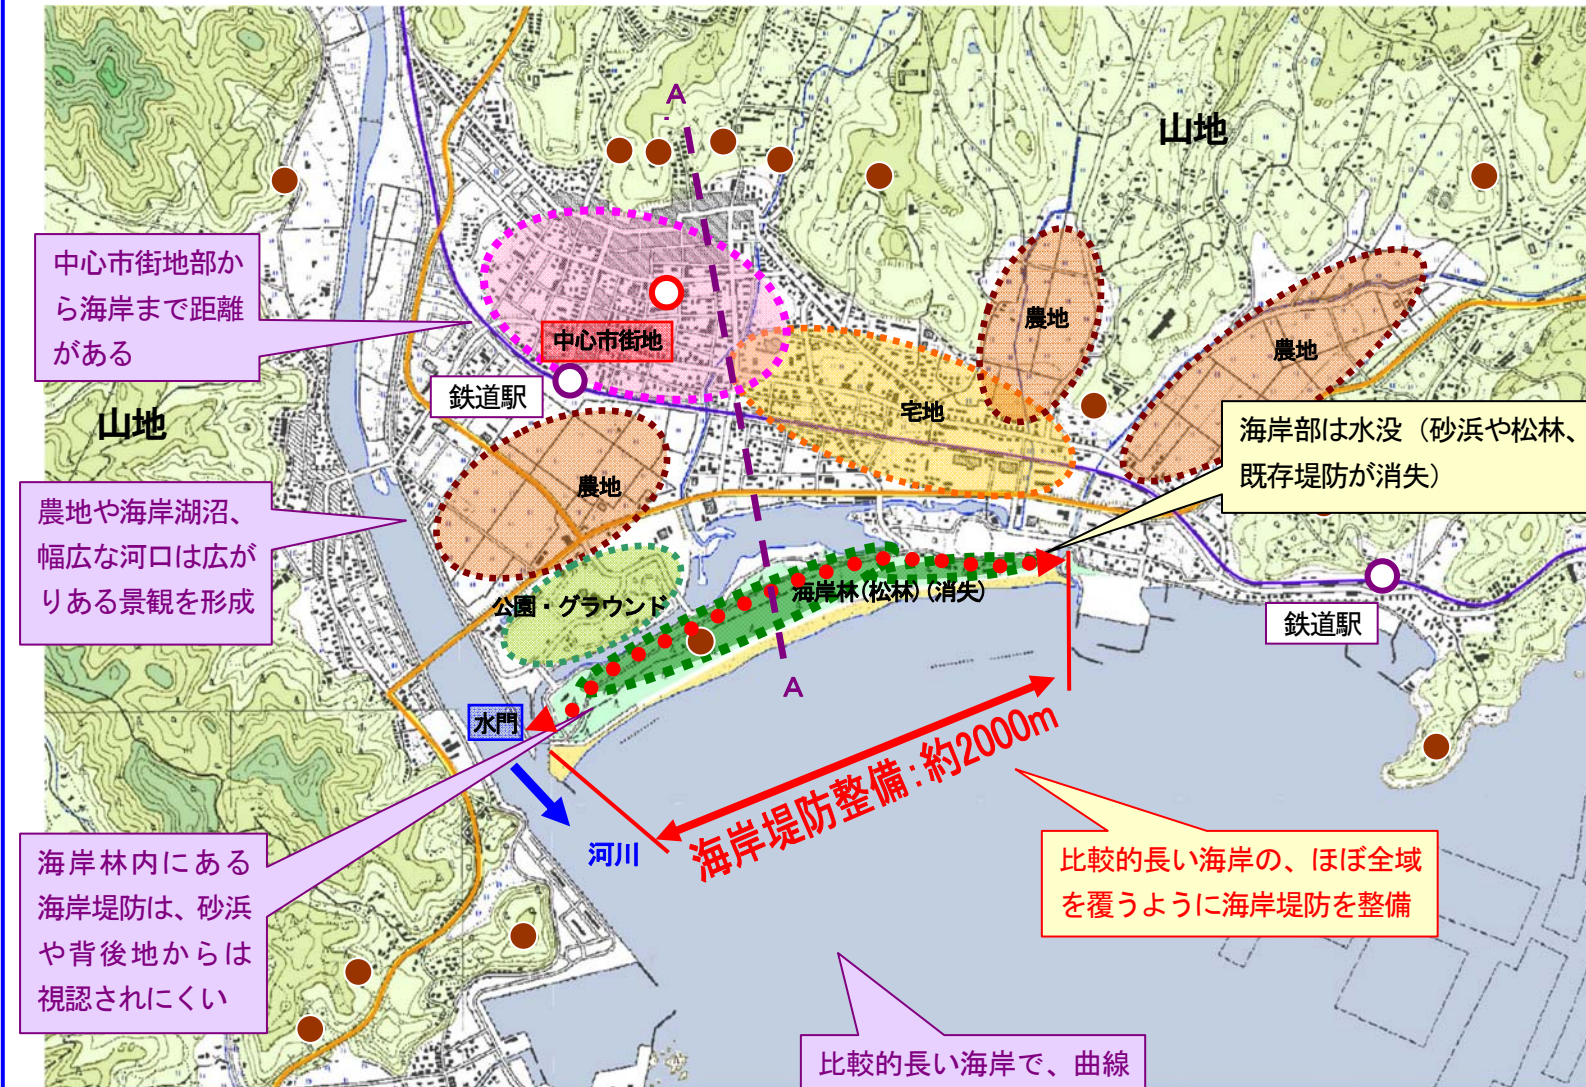 A
山地
中心市街地部か
ら海岸まで距離
がある
農地
農地
中心市街地
鉄道駅
宅地
山地
海岸部は水没（砂浜や松林、
既存堤防が消失）
農地
農地や海岸湖沼、
幅広な河口は広が
りある景観を形成
公園・グラウンド
海岸林(松林)(消失)
鉄道駅
A
水門
海岸堤防整備：約2000m
河川
比較的長い海岸の、ほぼ全域
を覆うように海岸堤防を整備
海岸林内にある
海岸堤防は、砂浜
や背後地からは
視認されにくい
比較的長い海岸で、曲線